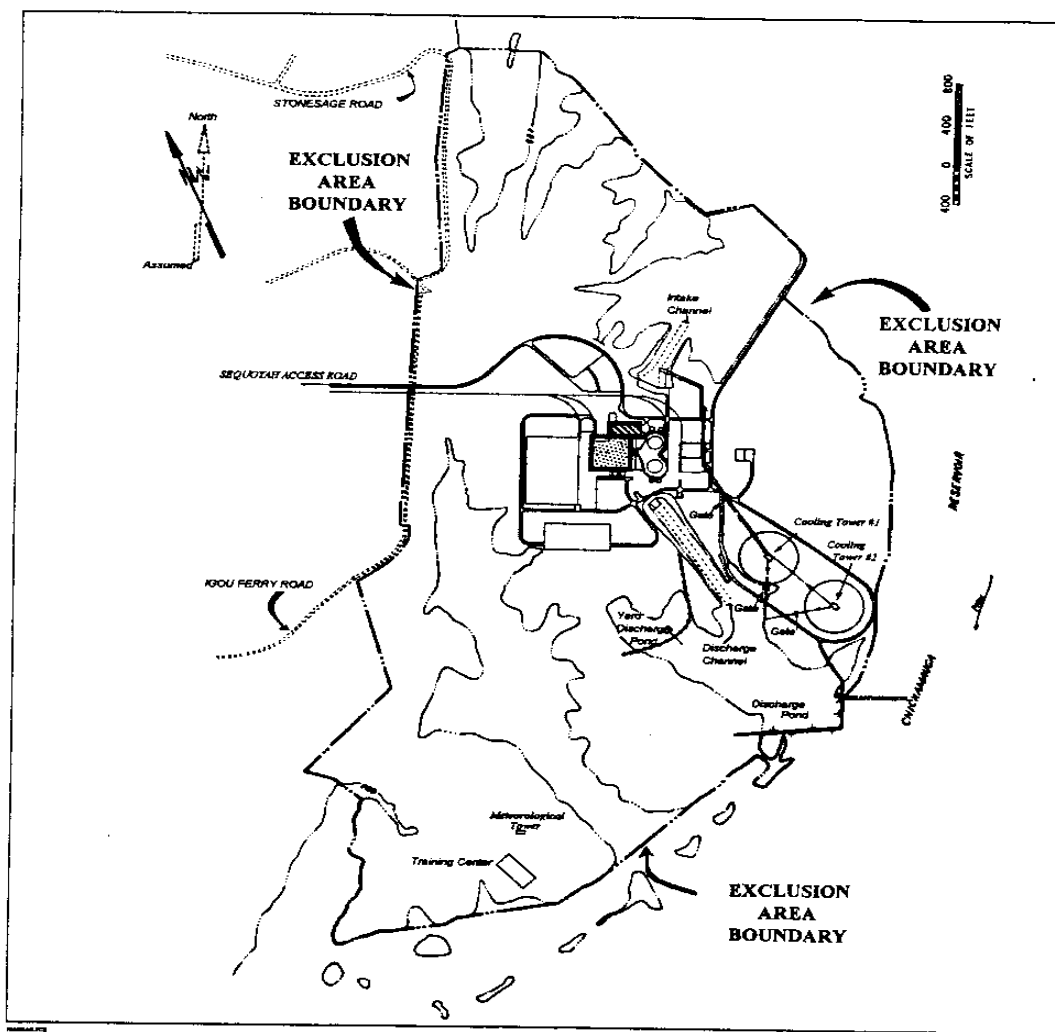 STONESAGE ROAD
North
Assumed
EXCLUSION
AREA
BOUNDARY
800
400
0
400
SCALE OF FEET
Intake
Channel
EXCLUSION
AREA
BOUNDARY
SEQUOYAH ACCESS ROAD
RESERVOIR
Gate
Cooling Tower #1
Cooling
Tower #2
IGOU FERRY ROAD
Gate
Gate
Yard
Discharge
Pond
Discharge
Channel
CHICKAMAUGA
Discharge
Pond
Meteorological
Tower
Training Center
EXCLUSION
AREA
BOUNDARY